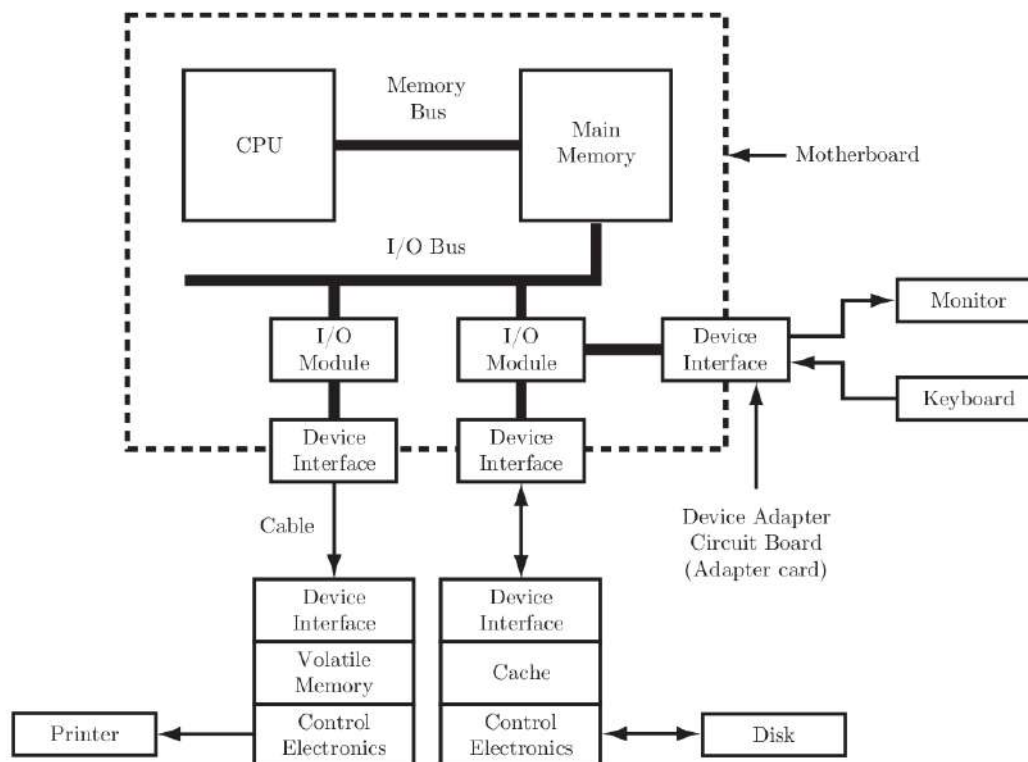 Memory
Bus
CPU
Main
Memory
Motherboard
I/O Bus
I/O
Module
I/O
Module
Device
Interface
Monitor
Keyboard
Device
Interface
Device
Interface
Cable
Device Adapter
Circuit Board
(Adapter card)
Device
Interface
Volatile
Memory
Control
Electronics
Device
Interface
Cache
Control
Electronics
Printer
Disk